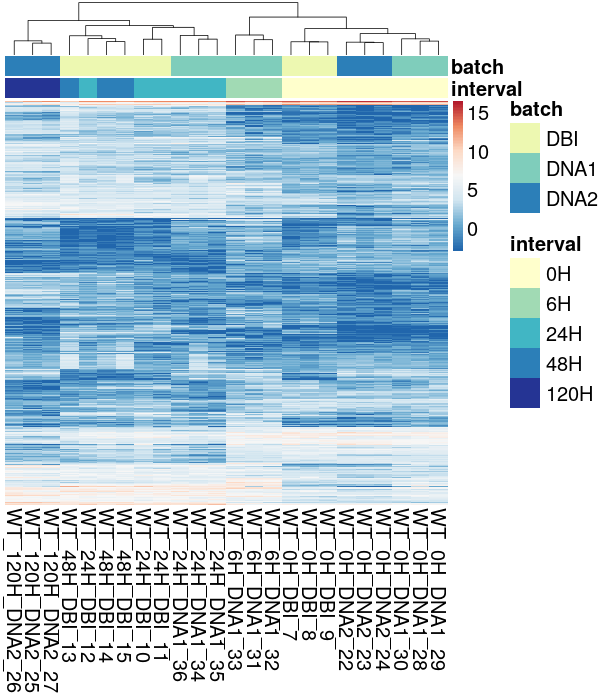 batch
interval
15
10
5
0
batch
DBI
DNA1
DNA2
interval
0H
6H
24H
48H
120H
WT_120H_DNA2_26
WT_120H_DNA2_25
WT_120H_DNA2_27
WT_48H_DBI_13
WT_24H_DBI_12
WT_48H_DBI_14
WT_48H_DBI_15
WT_24H_DBI_10
WT_24H_DBI_11
WT_24H_DNA1_36
WT_24H_DNA1_34
WT_24H_DNA1_35
WT_6H_DNA1_33
WT_6H_DNA1_31
WT_6H_DNA1_32
WT_0H_DBI_7
WT_0H_DBI_8
WT_0H_DBI_9
WT_0H_DNA2_22
WT_0H_DNA2_23
WT_0H_DNA2_24
WT_0H_DNA1_30
WT_0H_DNA1_28
WT_0H_DNA1_29